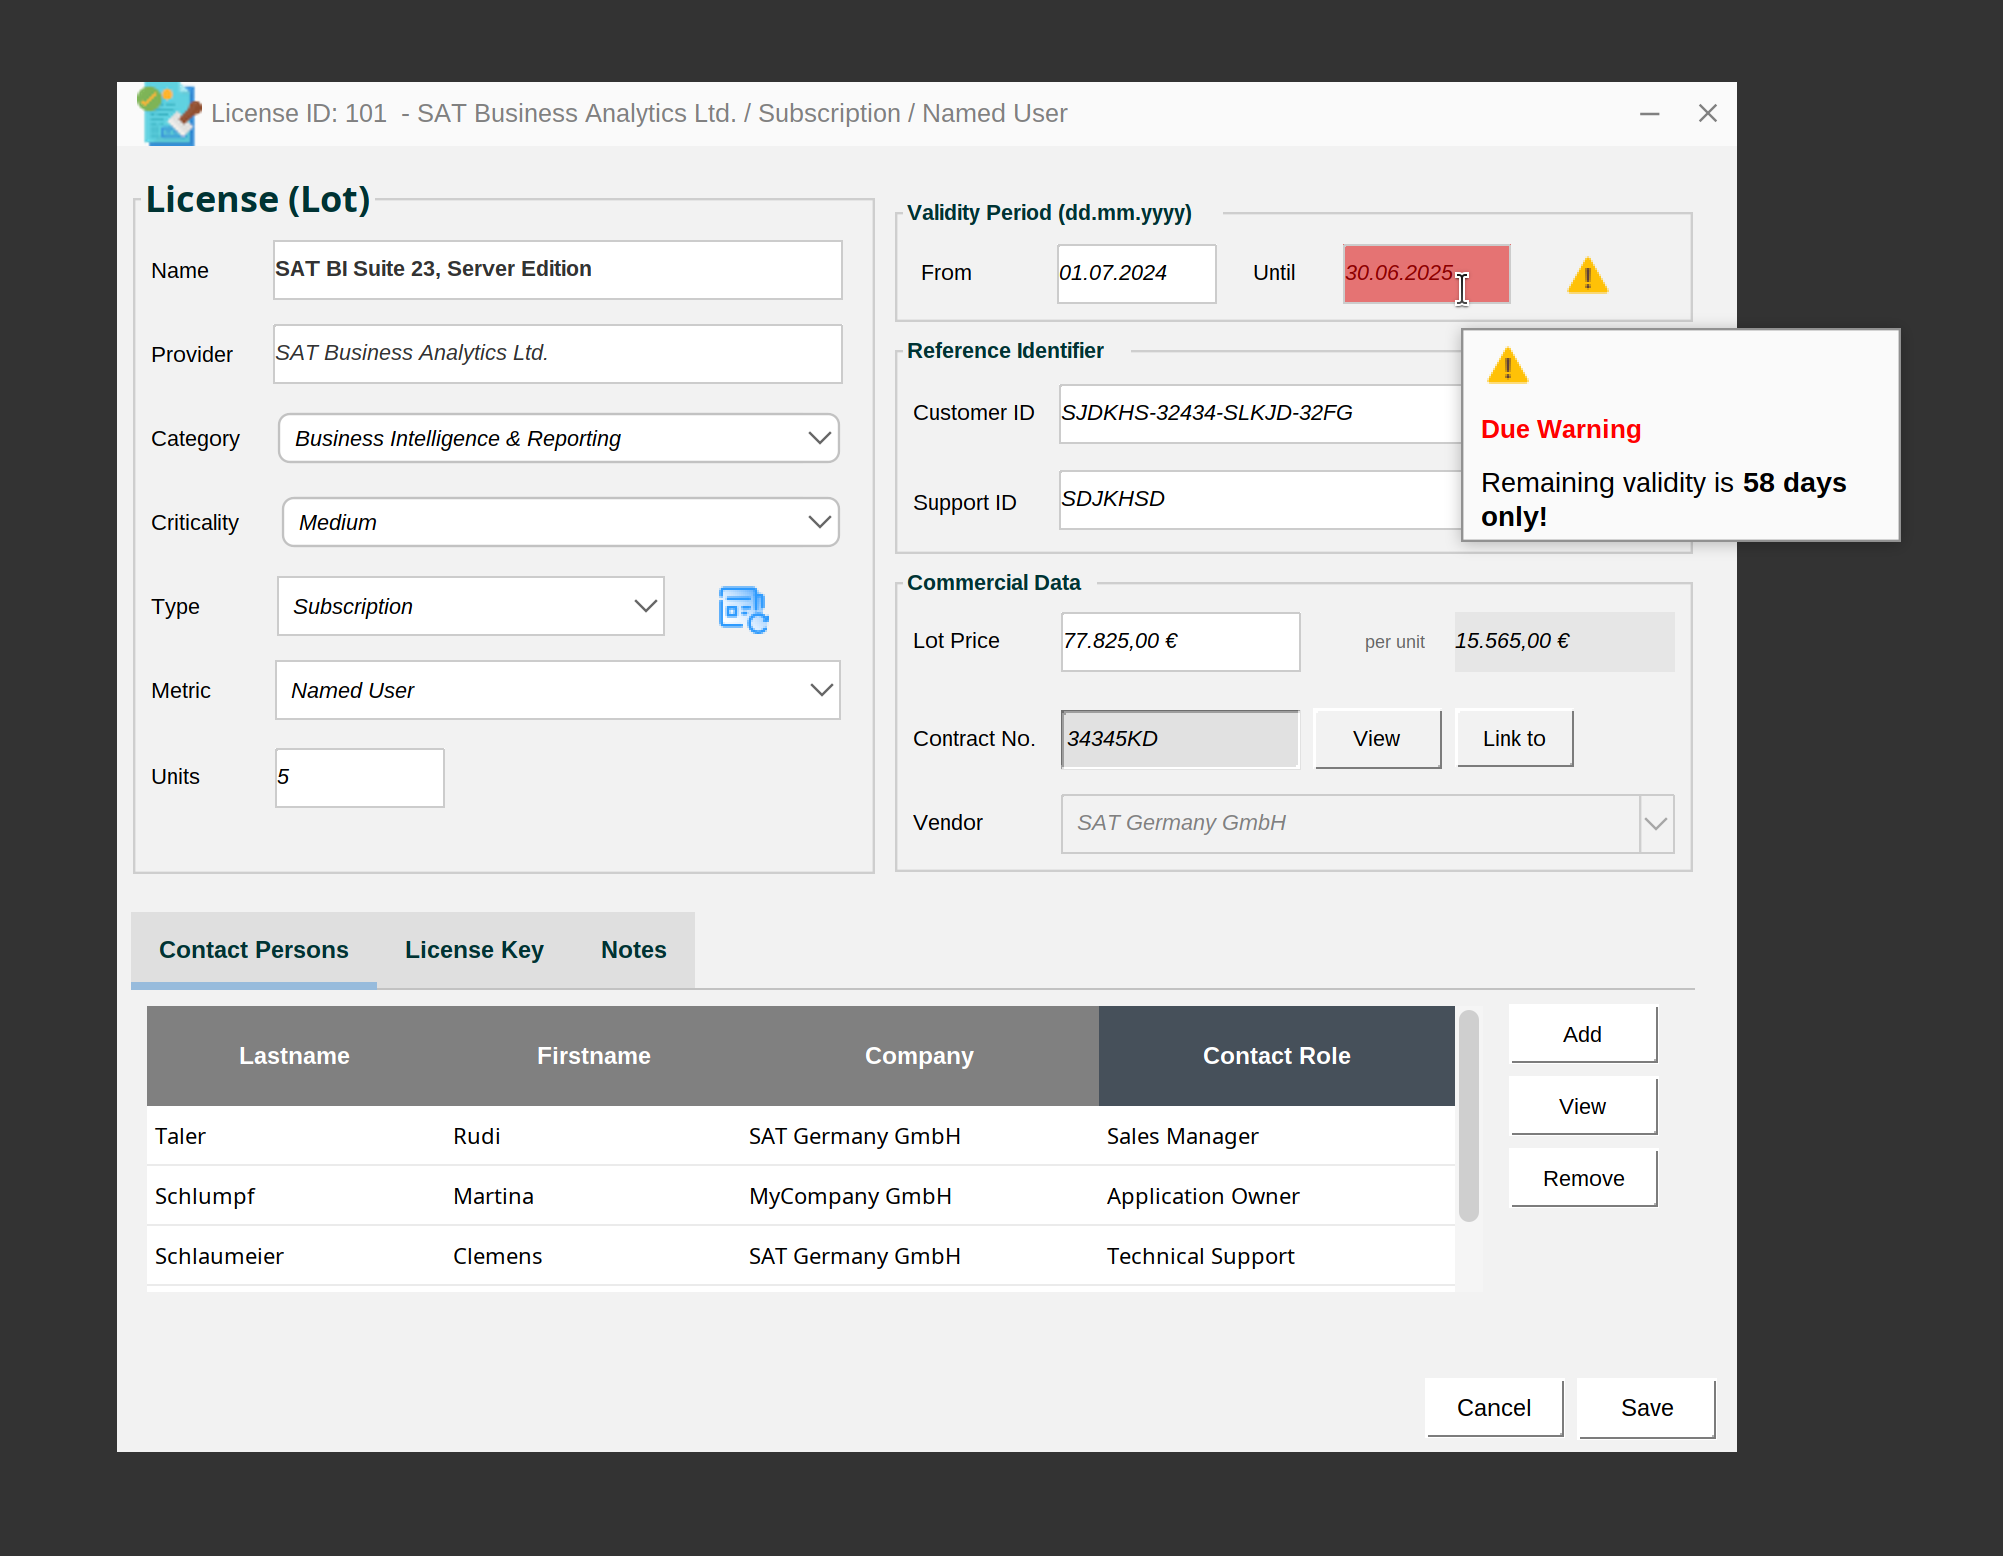 License ID: 101  - SAT Business Analytics Ltd. / Subscription / Named User
License (Lot)
Name
SAT BI Suite 23, Server Edition
Provider
SAT Business Analytics Ltd.
Category
Business Intelligence & Reporting
Criticality
Medium
Type
Subscription
Metric
Named User
Units
5
Validity Period (dd.mm.yyyy)
From
01.07.2024
Until
30.06.2025
Reference Identifier
Customer ID
SJDKHS-32434-SLKJD-32FG
Support ID
SDJKHSD
Due Warning
Remaining validity is 58 days
only!
Commercial Data
Lot Price
77.825,00 €
per unit
15.565,00 €
Contract No.
34345KD
View
Link to
Vendor
SAT Germany GmbH
Contact Persons
License Key
Notes
Lastname Firstname Company Contact Role
Taler Rudi SAT Germany GmbH Sales Manager
Schlumpf Martina MyCompany GmbH Application Owner
Schlaumeier Clemens SAT Germany GmbH Technical Support
Add
View
Remove
Cancel
Save